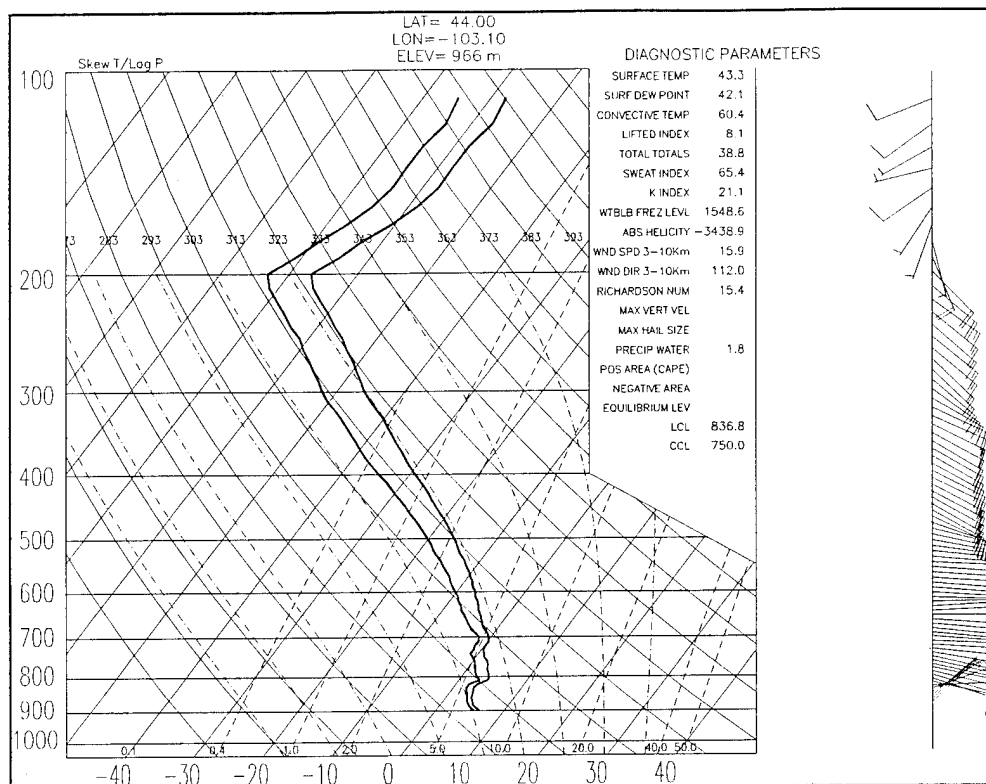 LAT= 44.00
LON=-103.10
ELEV= 966 m
Skew T/Log P
DIAGNOSTIC PARAMETERS
SURFACE TEMP 43.3
SURF DEW POINT 42.1
CONVECTIVE TEMP 60.4
LIFTED INDEX 8.1
TOTAL TOTALS 38.8
SWEAT INDEX 65.4
K INDEX 21.1
WTBLB FREZ LEVL 1548.6
ABS HELICITY -3438.9
WND SPD 3-10Km 15.9
WND DIR 3-10Km 112.0
RICHARDSON NUM 15.4
MAX VERT VEL
MAX HAIL SIZE
PRECIP WATER 1.8
POS AREA (CAPE)
NEGATIVE AREA
EQUILIBRIUM LEV
LCL 836.8
CCL 750.0
100
283 293 303 313 323 343 353 363 373 383 393
200
300
400
500
600
700
800
900
1000
0.1 0.4 1.0 2.0 5.0 10.0 20.0 40.0 50.0
-40 -30 -20 -10 0 10 20 30 40